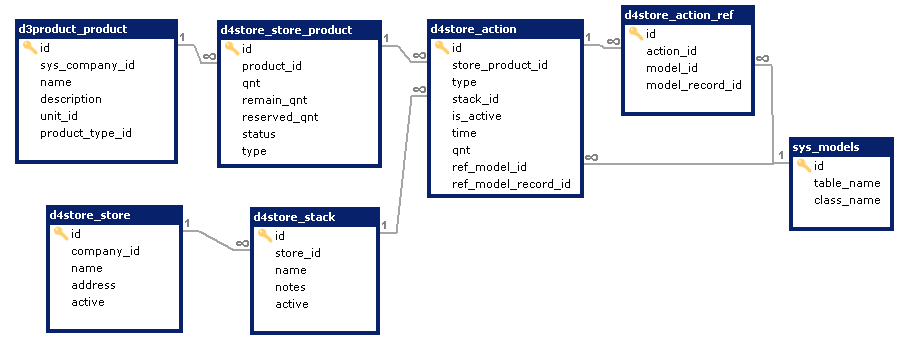 d3product_product
id
sys_company_id
name
description
unit_id
product_type_id
1
∞
d4store_store_product
id
product_id
qnt
remain_qnt
reserved_qnt
status
type
1
∞
∞
d4store_action
id
store_product_id
type
stack_id
is_active
time
qnt
ref_model_id
ref_model_record_id
1
∞
∞
d4store_action_ref
id
action_id
model_id
model_record_id
∞
1
sys_models
id
table_name
class_name
d4store_store
id
company_id
name
address
active
1
∞
d4store_stack
id
store_id
name
notes
active
1